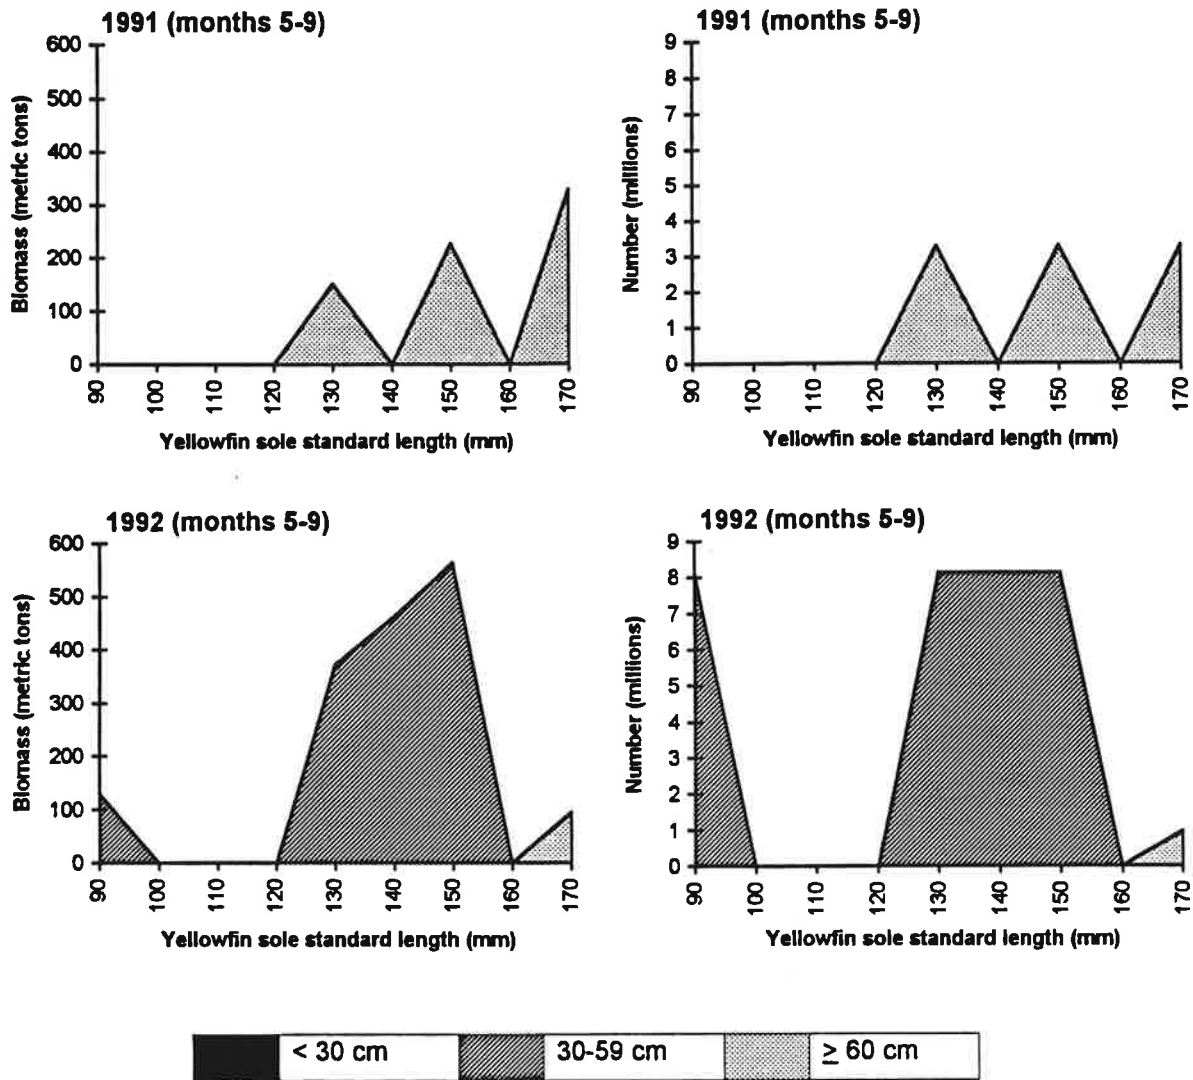 1991 (months 5-9)
Biomass (metric tons)
600
500
400
300
200
100
0
90 100 110 120 130 140 150 160 170
Yellowfin sole standard length (mm)
1991 (months 5-9)
Number (millions)
9
8
7
6
5
4
3
2
1
0
90 100 110 120 130 140 150 160 170
Yellowfin sole standard length (mm)
1992 (months 5-9)
Biomass (metric tons)
600
500
400
300
200
100
0
90 100 110 120 130 140 150 160 170
Yellowfin sole standard length (mm)
1992 (months 5-9)
Number (millions)
9
8
7
6
5
4
3
2
1
0
90 100 110 120 130 140 150 160 170
Yellowfin sole standard length (mm)
< 30 cm 30-59 cm ≥ 60 cm